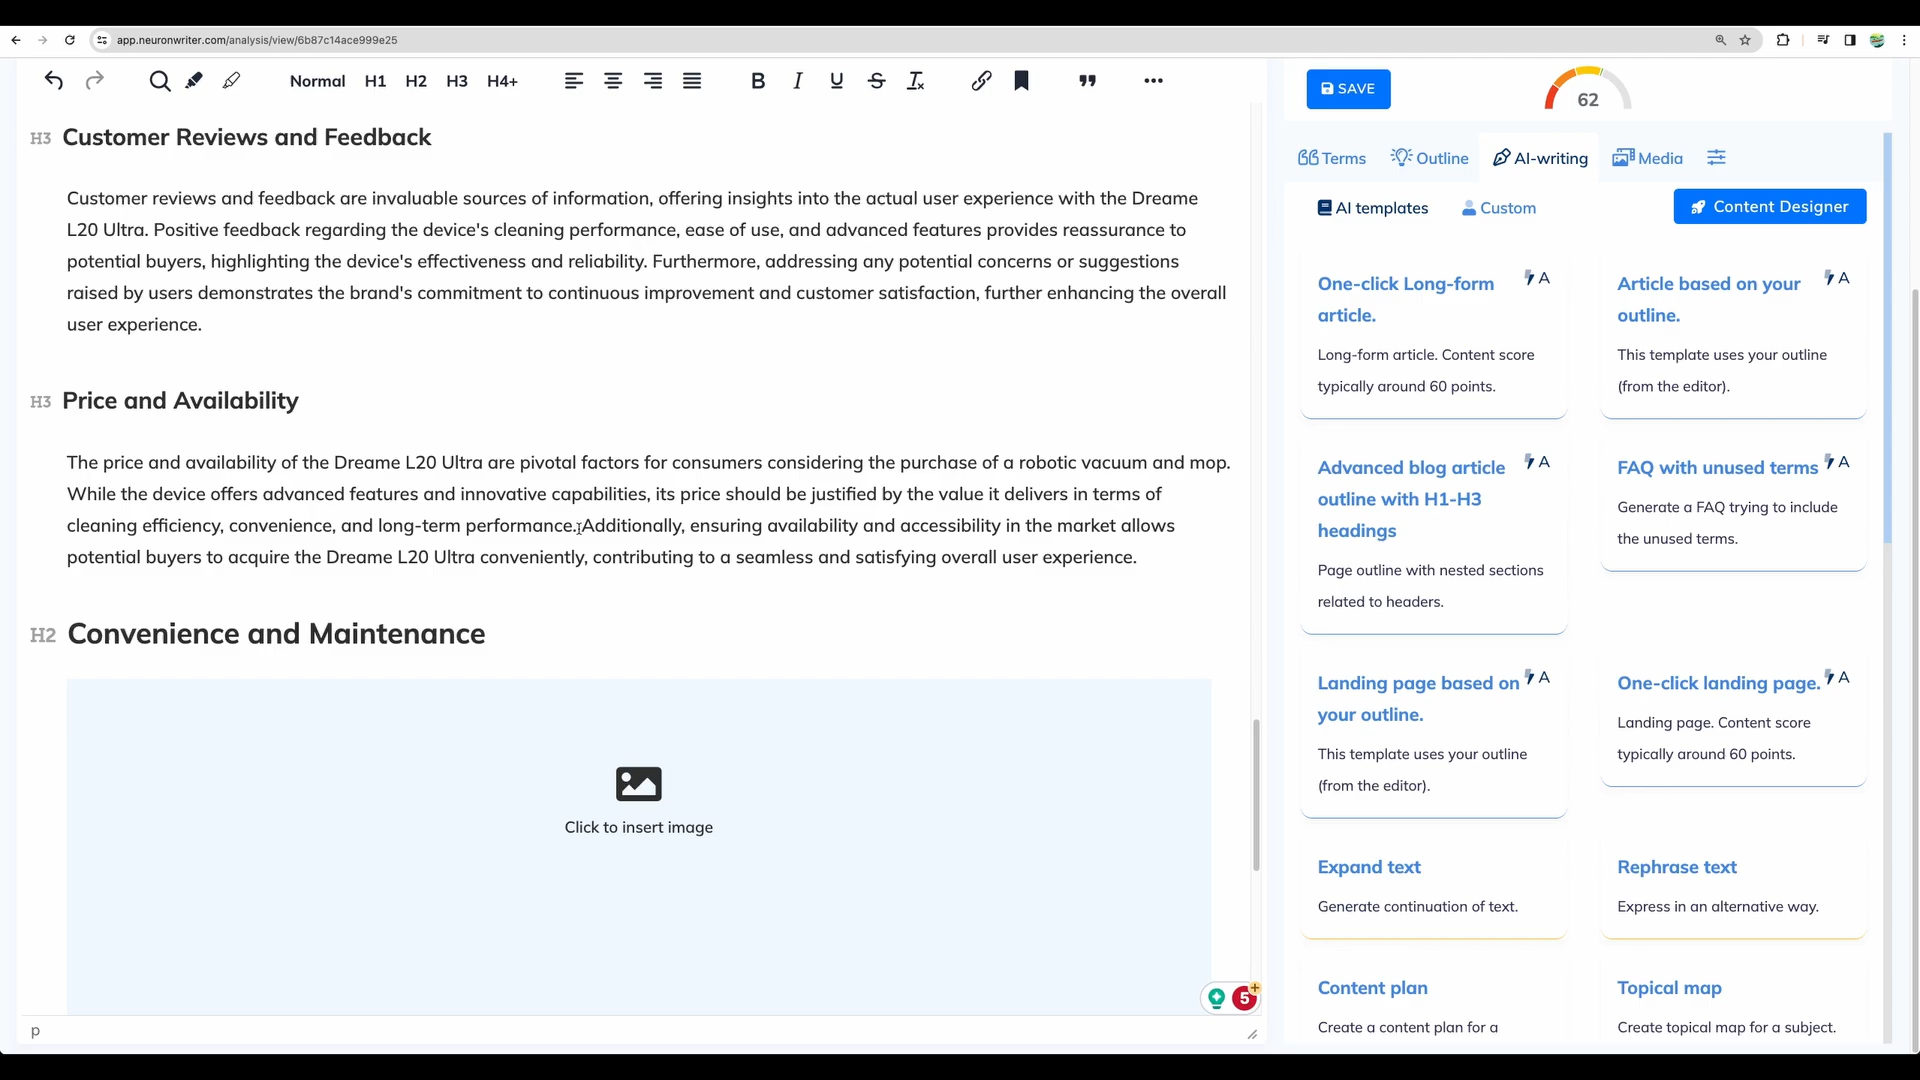 app.neuronwriter.com/analysis/view/6b87c14ace999e25
Normal H1 H2 H3 H4+
B I U S
SAVE
62
H3 Customer Reviews and Feedback
Customer reviews and feedback are invaluable sources of information, offering insights into the actual user experience with the Dreame
L20 Ultra. Positive feedback regarding the device's cleaning performance, ease of use, and advanced features provides reassurance to
potential buyers, highlighting the device's effectiveness and reliability. Furthermore, addressing any potential concerns or suggestions
raised by users demonstrates the brand's commitment to continuous improvement and customer satisfaction, further enhancing the overall
user experience.
H3 Price and Availability
The price and availability of the Dreame L20 Ultra are pivotal factors for consumers considering the purchase of a robotic vacuum and mop.
While the device offers advanced features and innovative capabilities, its price should be justified by the value it delivers in terms of
cleaning efficiency, convenience, and long-term performance. Additionally, ensuring availability and accessibility in the market allows
potential buyers to acquire the Dreame L20 Ultra conveniently, contributing to a seamless and satisfying overall user experience.
H2 Convenience and Maintenance
Click to insert image
5
p
Terms Outline AI-writing Media
AI templates Custom Content Designer
One-click Long-form
article.
A
Long-form article. Content score
typically around 60 points.
Article based on your
outline.
A
This template uses your outline
(from the editor).
Advanced blog article
outline with H1-H3
headings
A
Page outline with nested sections
related to headers.
FAQ with unused terms
A
Generate a FAQ trying to include
the unused terms.
Landing page based on
your outline.
A
This template uses your outline
(from the editor).
One-click landing page.
A
Landing page. Content score
typically around 60 points.
Expand text
Generate continuation of text.
Rephrase text
Express in an alternative way.
Content plan
Create a content plan for a
Topical map
Create topical map for a subject.